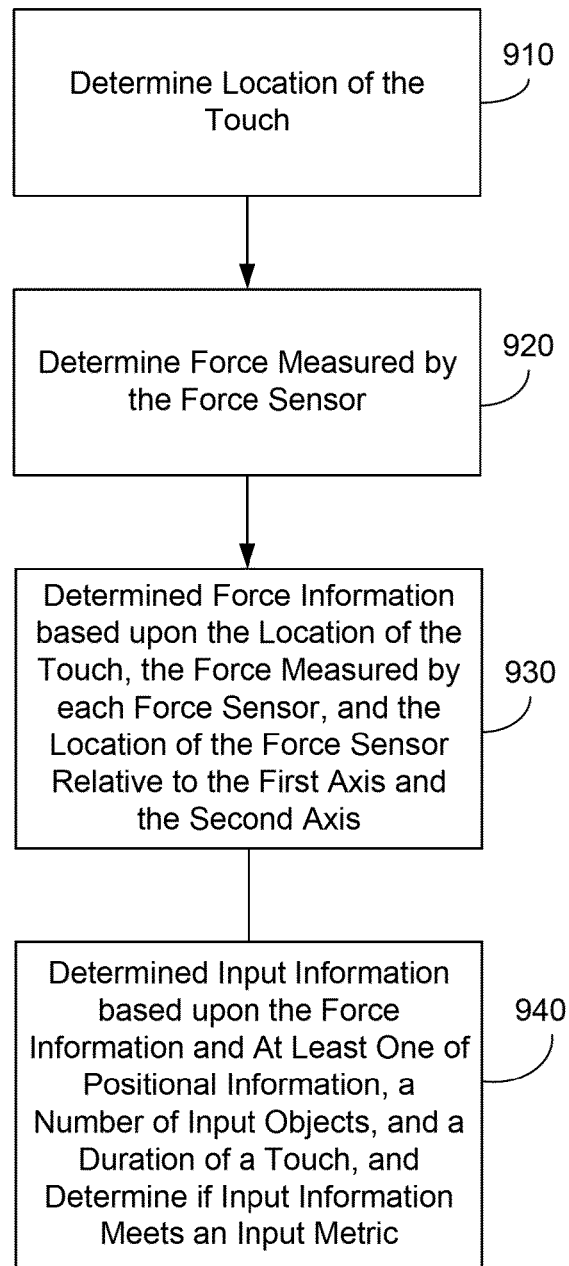 Determine Location of the
Touch
910
Determine Force Measured by
the Force Sensor
920
Determined Force Information
based upon the Location of the
Touch, the Force Measured by
each Force Sensor, and the
Location of the Force Sensor
Relative to the First Axis and
the Second Axis
930
Determined Input Information
based upon the Force
Information and At Least One of
Positional Information, a
Number of Input Objects, and a
Duration of a Touch, and
Determine if Input Information
Meets an Input Metric
940